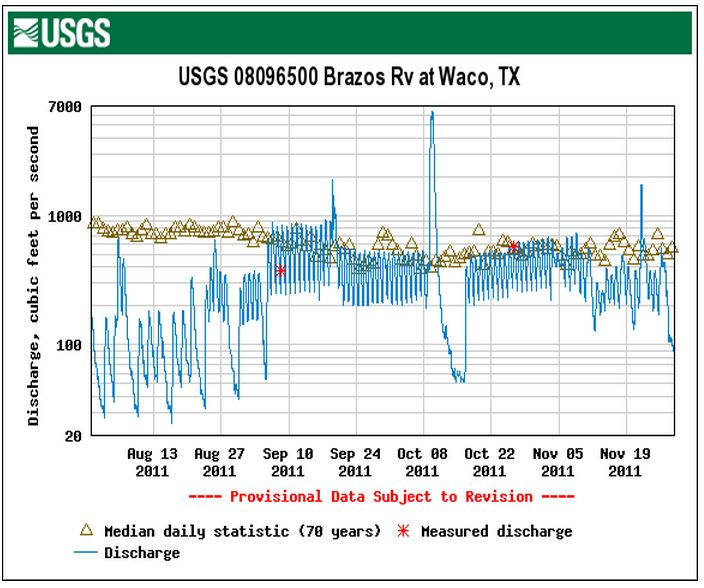 USGS
USGS 08096500 Brazos Rv at Waco, TX
Discharge, cubic feet per second
7000
1000
100
20
Aug 13 Aug 27 Sep 10 Sep 24 Oct 08 Oct 22 Nov 05 Nov 19
2011 2011 2011 2011 2011 2011 2011 2011
---- Provisional Data Subject to Revision ----
Median daily statistic (70 years) Measured discharge
Discharge